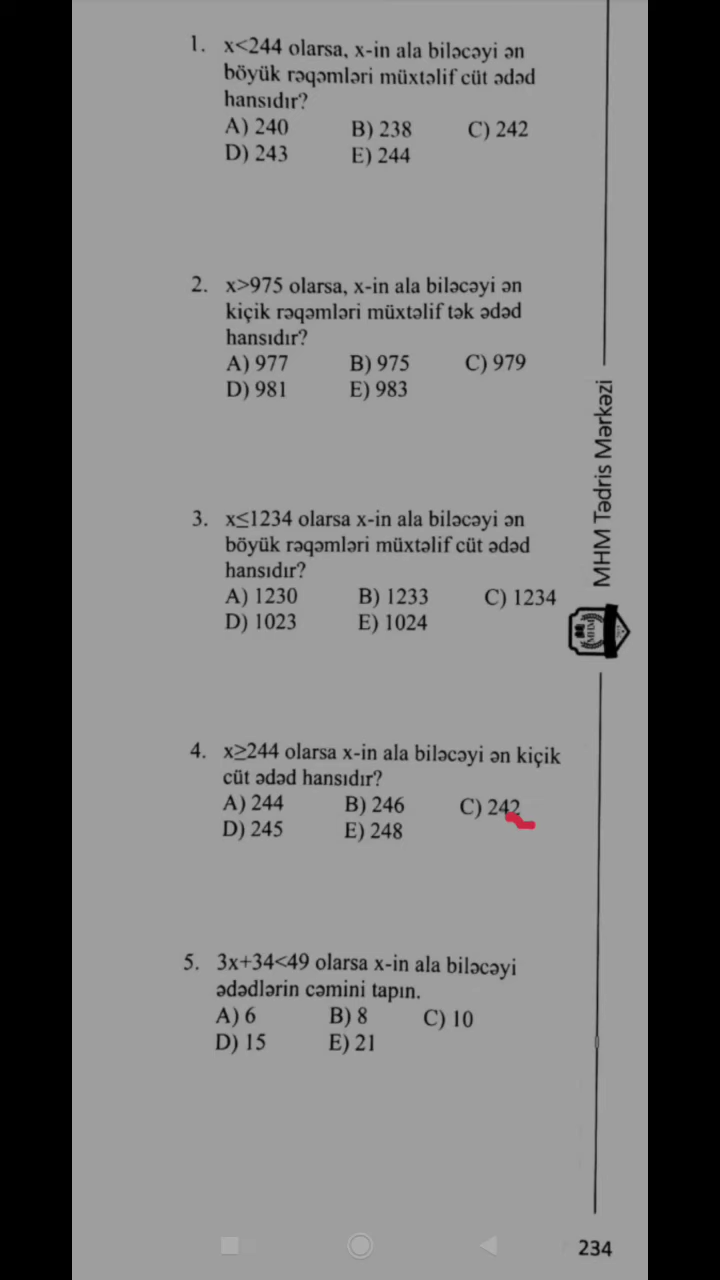 1. x<244 olarsa, x-in ala biləcəyi ən
böyük rəqəmləri müxtəlif cüt ədəd
hansıdır?
A) 240 B) 238 C) 242
D) 243 E) 244
2. x>975 olarsa, x-in ala biləcəyi ən
kiçik rəqəmləri müxtəlif tək ədəd
hansıdır?
A) 977 B) 975 C) 979
D) 981 E) 983
3. x≤1234 olarsa x-in ala biləcəyi ən
böyük rəqəmləri müxtəlif cüt ədəd
hansıdır?
A) 1230 B) 1233 C) 1234
D) 1023 E) 1024
4. x≥244 olarsa x-in ala biləcəyi ən kiçik
cüt ədəd hansıdır?
A) 244 B) 246 C) 242
D) 245 E) 248
5. 3x+34<49 olarsa x-in ala biləcəyi
ədədlərin cəmini tapın.
A) 6 B) 8 C) 10
D) 15 E) 21
MHM Tədris Mərkəzi
MHM
234